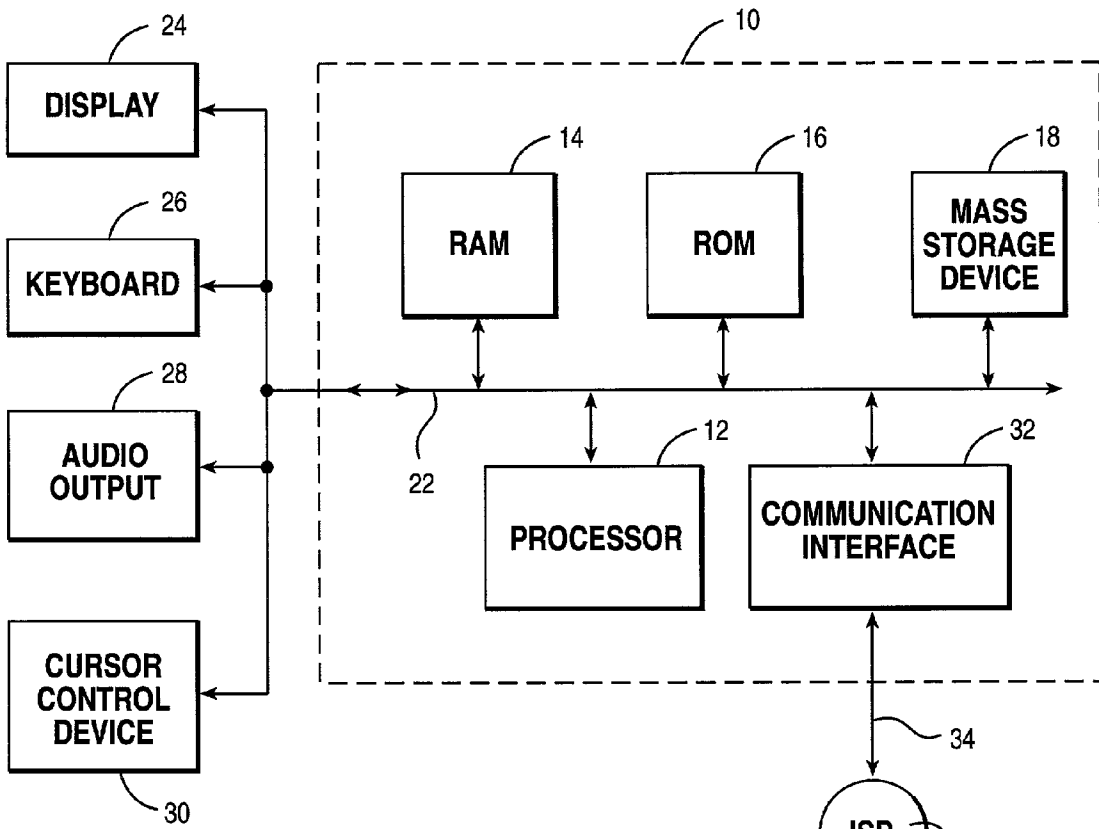 24
10
DISPLAY
14
16
18
26
RAM
ROM
MASS
STORAGE
DEVICE
KEYBOARD
28
AUDIO
OUTPUT
22
12
32
PROCESSOR
COMMUNICATION
INTERFACE
CURSOR
CONTROL
DEVICE
34
30
ISP